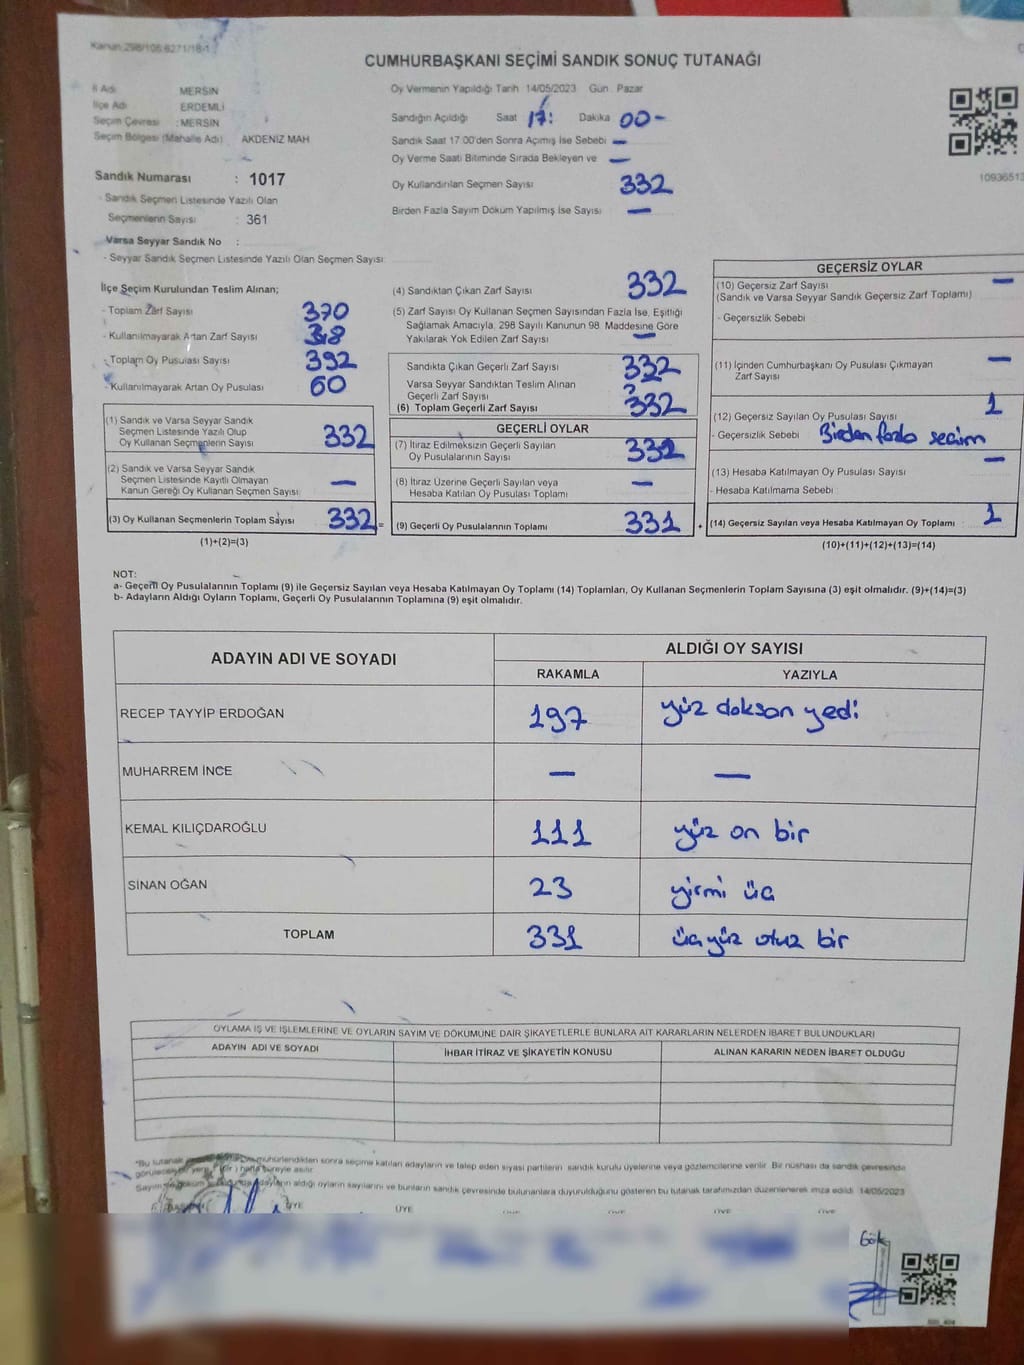 Kanun:298/106:6271/18-1
CUMHURBAŞKANI SEÇİMİ SANDIK SONUÇ TUTANAĞI
İl Adı MERSİN
İlçe Adı ERDEMLİ
Seçim Çevresi : MERSİN
Seçim Bölgesi (Mahalle Adı) AKDENİZ MAH
Sandık Numarası : 1017
- Sandık Seçmen Listesinde Yazılı Olan
Seçmenlerin Sayısı : 361
Varsa Seyyar Sandık No :
- Seyyar Sandık Seçmen Listesinde Yazılı Olan Seçmen Sayısı
Oy Vermenin Yapıldığı Tarih 14/05/2023 Gün Pazar
Sandığın Açıldığı Saat 17: Dakika 00-
Sandık Saat 17 00'den Sonra Açımış İse Sebebi —
Oy Verme Saati Bitiminde Sırada Bekleyen ve —
Oy Kullandırılan Seçmen Sayısı 332
Birden Fazla Sayım Döküm Yapılmış İse Sayısı —
1093651
İlçe Seçim Kurulundan Teslim Alınan;
- Toplam Zarf Sayısı 370
- Kullanılmayarak Artan Zarf Sayısı 38
- Toplam Oy Pusulası Sayısı 392
- Kullanılmayarak Artan Oy Pusulası 60
(1) Sandık ve Varsa Seyyar Sandık
Seçmen Listesinde Yazılı Olup
Oy Kullanan Seçmenlerin Sayısı 332
(2) Sandık ve Varsa Seyyar Sandık
Seçmen Listesinde Kayıtlı Olmayan
Kanun Gereği Oy Kullanan Seçmen Sayısı —
(3) Oy Kullanan Seçmenlerin Toplam Sayısı 332 =
(1)+(2)=(3)
(4) Sandıktan Çıkan Zarf Sayısı 332
(5) Zarf Sayısı Oy Kullanan Seçmen Sayısından Fazla İse, Eşitliği
Sağlamak Amacıyla, 298 Sayılı Kanunun 98. Maddesine Göre
Yakılarak Yok Edilen Zarf Sayısı —
Sandıkta Çıkan Geçerli Zarf Sayısı 332
Varsa Seyyar Sandıktan Teslim Alınan
Geçerli Zarf Sayısı
(6) Toplam Geçerli Zarf Sayısı 332
GEÇERLİ OYLAR
(7) İtiraz Edilmeksizin Geçerli Sayılan
Oy Pusulalarının Sayısı 331
(8) İtiraz Üzerine Geçerli Sayılan veya
Hesaba Katılan Oy Pusulası Toplamı —
(9) Geçerli Oy Pusulalarının Toplamı 331 +
GEÇERSİZ OYLAR
(10) Geçersiz Zarf Sayısı —
(Sandık ve Varsa Seyyar Sandık Geçersiz Zarf Toplamı)
- Geçersizlik Sebebi
(11) İçinden Cumhurbaşkanı Oy Pusulası Çıkmayan —
Zarf Sayısı
(12) Geçersiz Sayılan Oy Pusulası Sayısı 1
- Geçersizlik Sebebi Birden fazla seçim
(13) Hesaba Katılmayan Oy Pusulası Sayısı —
- Hesaba Katılmama Sebebi
(14) Geçersiz Sayılan veya Hesaba Katılmayan Oy Toplamı : 1
(10)+(11)+(12)+(13)=(14)
NOT:
a- Geçerli Oy Pusulalarının Toplamı (9) ile Geçersiz Sayılan veya Hesaba Katılmayan Oy Toplamı (14) Toplamları, Oy Kullanan Seçmenlerin Toplam Sayısına (3) eşit olmalıdır. (9)+(14)=(3)
b- Adayların Aldığı Oyların Toplamı, Geçerli Oy Pusulalarının Toplamına (9) eşit olmalıdır.
ADAYIN ADI VE SOYADI ALDIĞI OY SAYISI
RAKAMLA YAZIYLA
RECEP TAYYİP ERDOĞAN 197 yüz doksan yedi
MUHARREM İNCE — —
KEMAL KILIÇDAROĞLU 111 yüz on bir
SİNAN OĞAN 23 yirmi üç
TOPLAM 331 üçyüz otuz bir
OYLAMA İŞ VE İŞLEMLERİNE VE OYLARIN SAYIM VE DÖKÜMÜNE DAİR ŞİKAYETLERLE BUNLARA AİT KARARLARIN NELERDEN İBARET BULUNDUKLARI
ADAYIN ADI VE SOYADI İHBAR İTİRAZ VE ŞİKAYETİN KONUSU ALINAN KARARIN NEDEN İBARET OLDUĞU
*Bu tutanak mühürlendikten sonra seçime katılan adayların ve talep eden siyasi partilerin sandık kurulu üyelerine veya gözlemcilerine verilir. Bir nüshası da sandık çevresinde
görülecek bir yere hafta süreyle asılır
Sayım ve döküm adayların aldığı oyların sayılarını ve bunların sandık çevresinde bulunanlara duyurulduğunu gösteren bu tutanak tarafımızdan düzenlenerek imza edildi 14/05/2023
ÜYE ÜYE ÜYE ÜYE ÜYE ÜYE
Gök